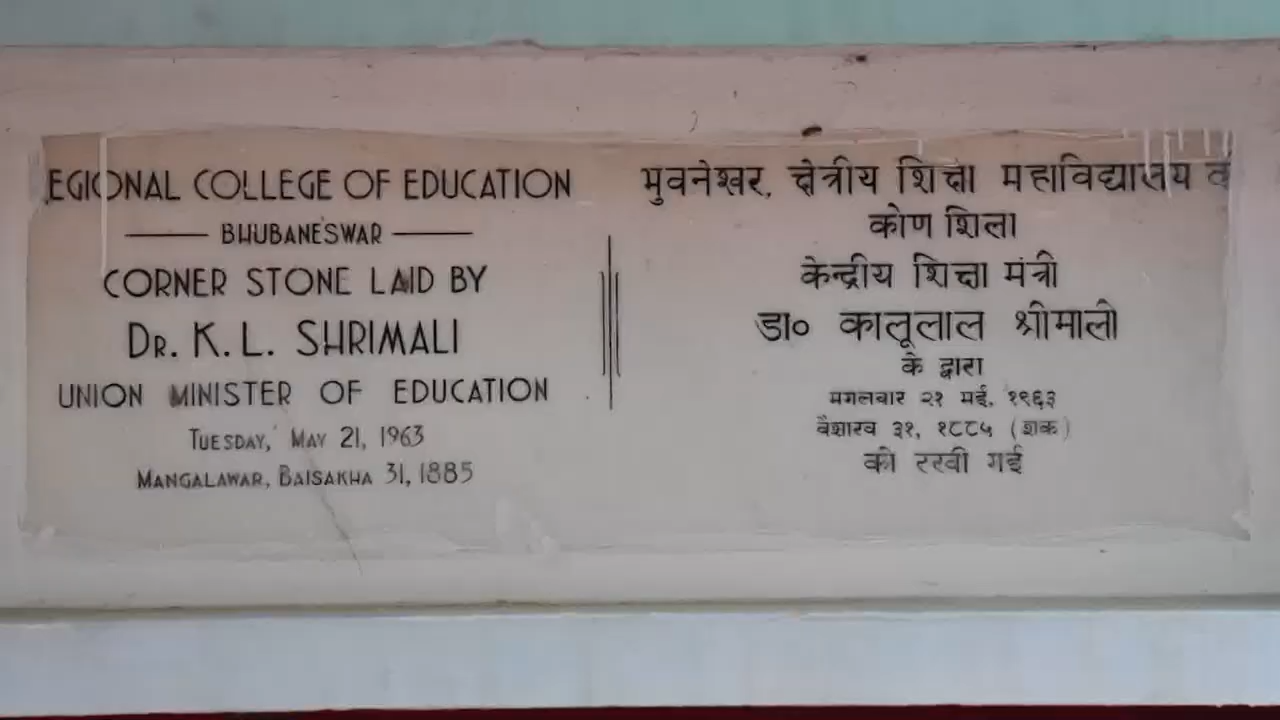 EGIONAL COLLEGE OF EDUCATION
BHUBANESWAR
CORNER STONE LAID BY
DR. K. L. SHRIMALI
UNION MINISTER OF EDUCATION
TUESDAY, MAY 21, 1963
MANGALAWAR, BAISAKHA 31, 1885
भुवनेश्वर, क्षेत्रीय शिक्षा महाविद्यालय
कोण शिला
केन्द्रीय शिक्षा मंत्री
डा० कालूलाल श्रीमाली
के द्वारा
मंगलवार २१ मई, १९६३
वैशाख ३१, १८८५ (शक)
को रखी गई